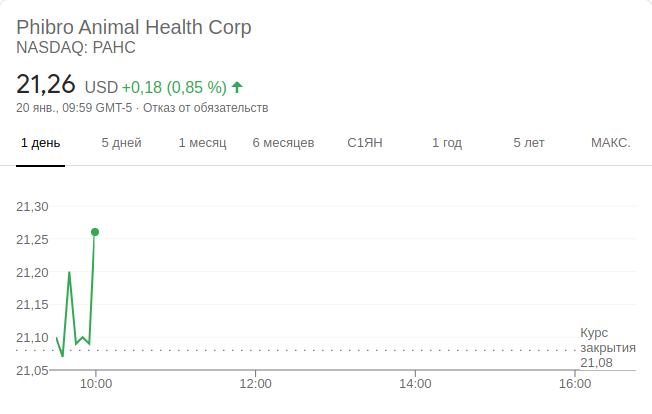 Phibro Animal Health Corp
NASDAQ: PAHC
21,26 USD +0,18 (0,85 %)
20 янв., 09:59 GMT-5 · Отказ от обязательств
1 день 5 дней 1 месяц 6 месяцев С1ЯН 1 год 5 лет МАКС.
21,30
21,25
21,20
21,15
21,10
21,05
Курс
закрытия
21,08
10:00 12:00 14:00 16:00